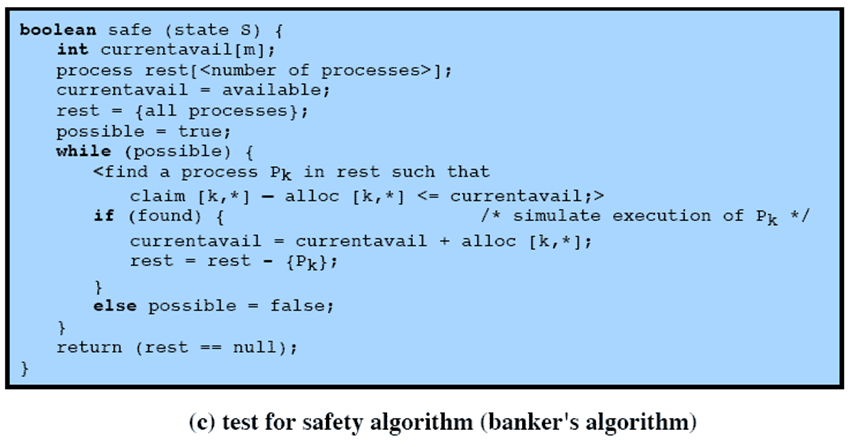 boolean safe (state S) {
int currentavail[m];
process rest[<number of processes>];
currentavail = available;
rest = {all processes};
possible = true;
while (possible) {
<find a process Pk in rest such that
claim [k,*] – alloc [k,*] <= currentavail;>
if (found) { /* simulate execution of Pk */
currentavail = currentavail + alloc [k,*];
rest = rest - {Pk};
}
else possible = false;
}
return (rest == null);
}
(c) test for safety algorithm (banker's algorithm)